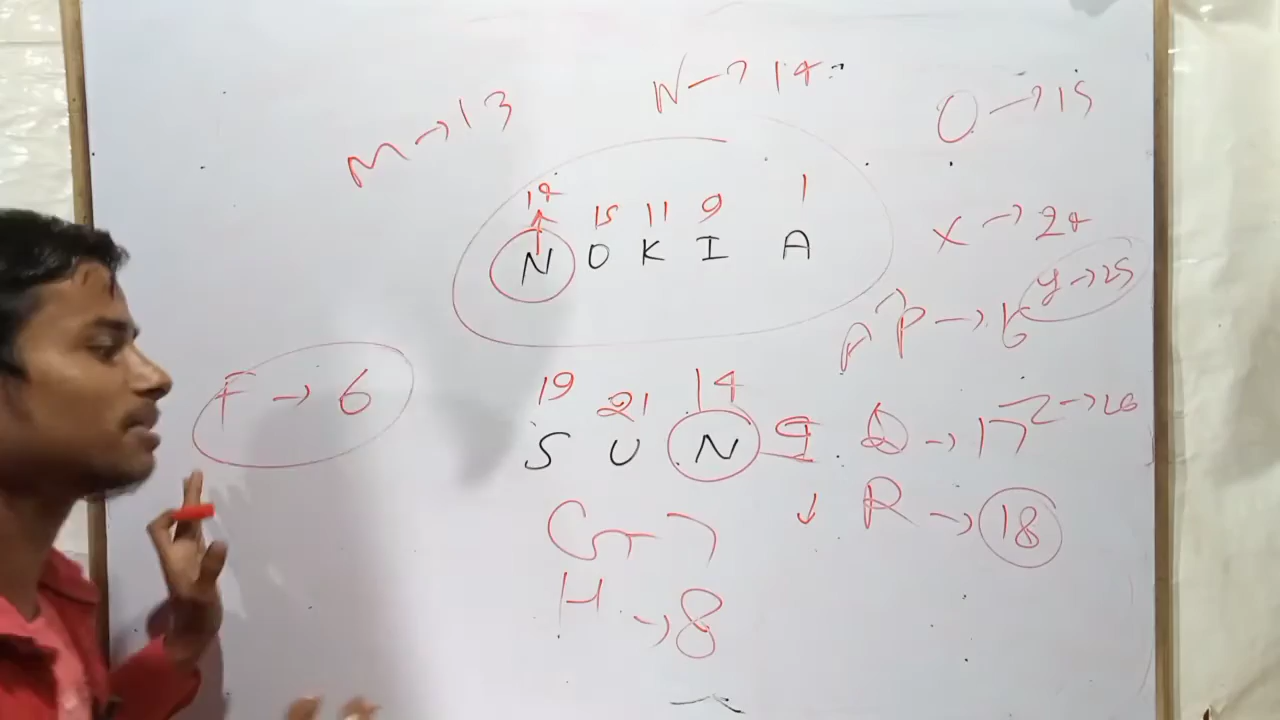 N → 14
M → 13
O → 15
14 15 11 9 1
N O K I A
X → 24
Y → 25
P → 16
F → 6
19 21 14
S U N
Z → 26
Q → 17
R → 18
G → 7
H → 8